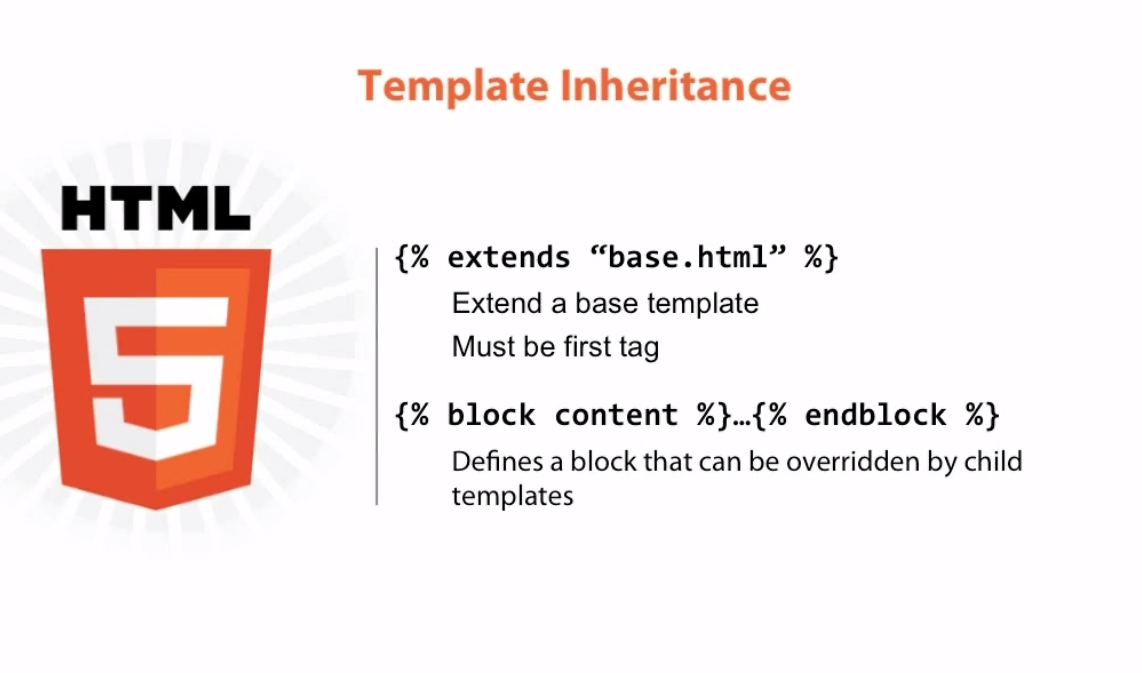 Template Inheritance
HTML
5
{% extends “base.html” %}
Extend a base template
Must be first tag
{% block content %}…{% endblock %}
Defines a block that can be overridden by child
templates